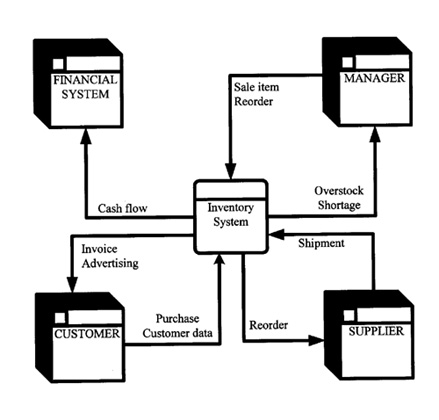 FINANCIAL
SYSTEM
MANAGER
Sale item
Reorder
Cash flow
Inventory
System
Overstock
Shortage
Invoice
Advertising
Shipment
Purchase
Customer data
Reorder
CUSTOMER
SUPPLIER